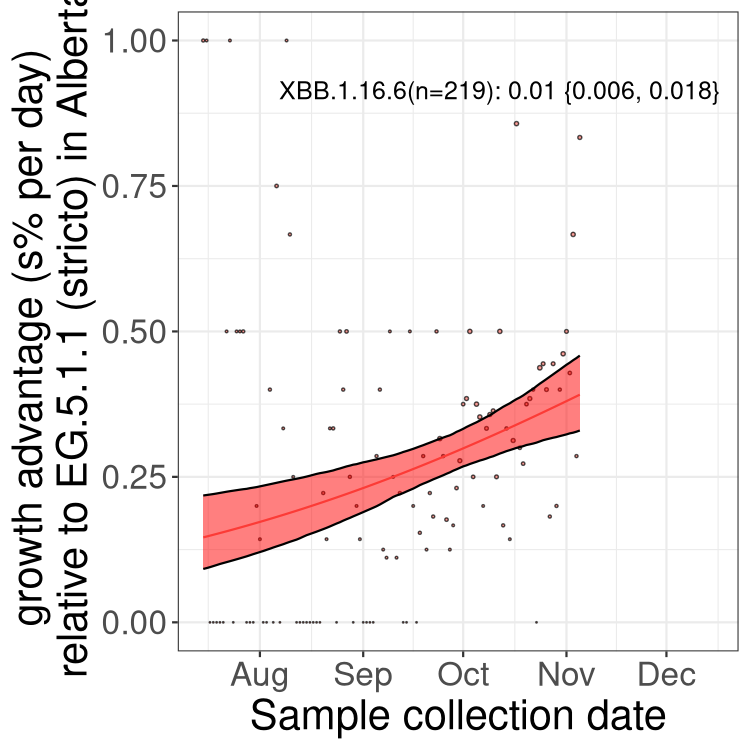 growth advantage (s% per day)
relative to EG.5.1.1 (stricto) in Alberta
1.00
0.75
0.50
0.25
0.00
XBB.1.16.6(n=219): 0.01 {0.006, 0.018}
Aug Sep Oct Nov Dec
Sample collection date